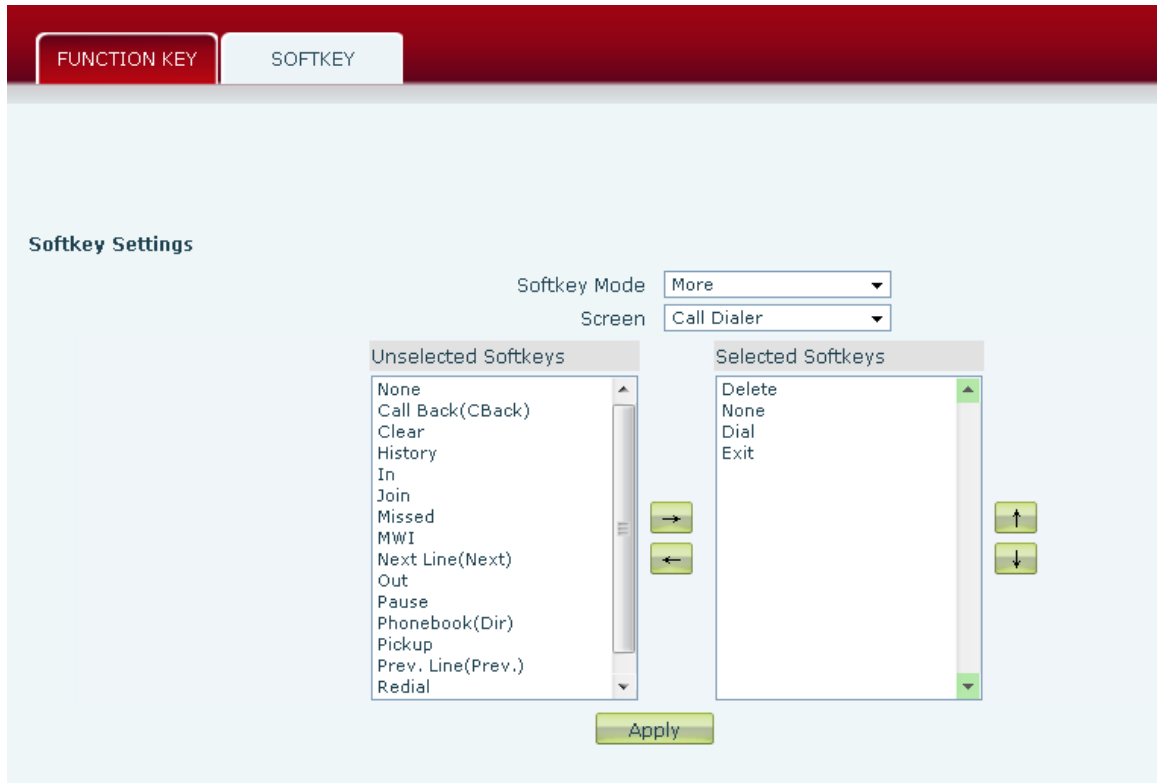 FUNCTION KEY
SOFTKEY
Softkey Settings
Softkey Mode More
Screen Call Dialer
Unselected Softkeys
None
Call Back(CBack)
Clear
History
In
Join
Missed
MWI
Next Line(Next)
Out
Pause
Phonebook(Dir)
Pickup
Prev. Line(Prev.)
Redial
Selected Softkeys
Delete
None
Dial
Exit
Apply